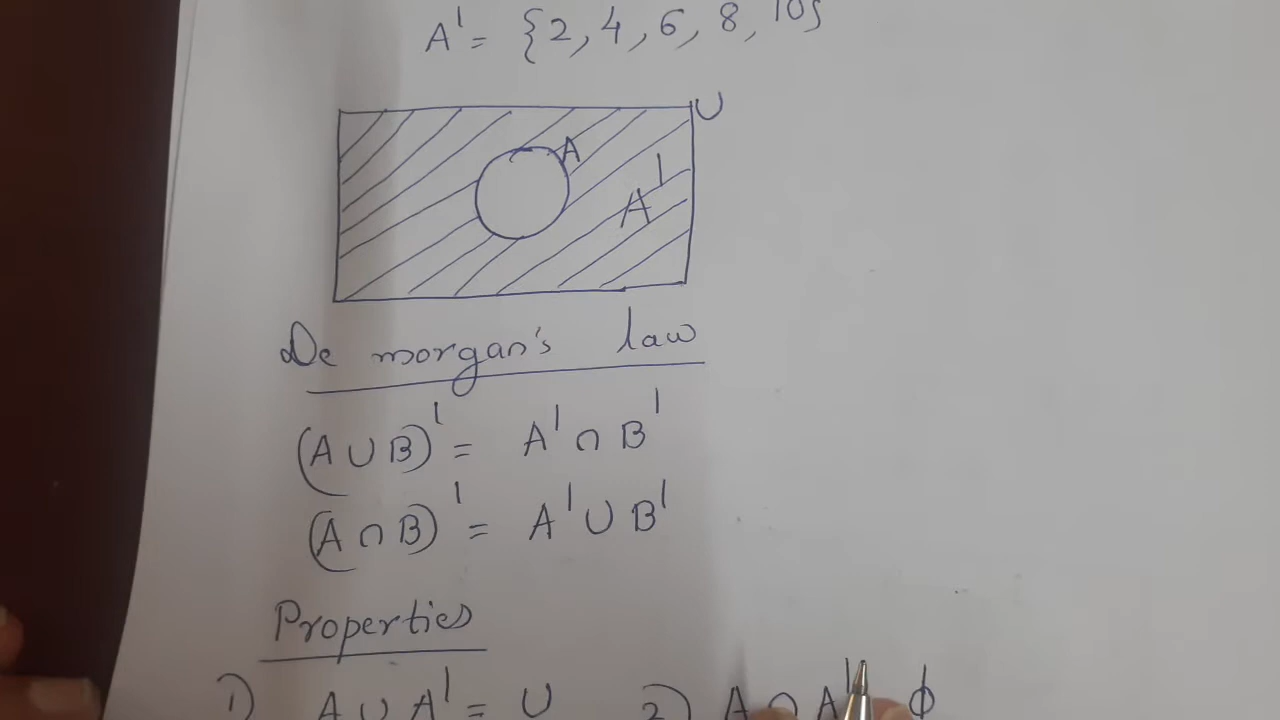 A' = {2, 4, 6, 8, 10}
U
A
A'
De morgan's law
(A ∪ B)' = A' ∩ B'
(A ∩ B)' = A' ∪ B'
Properties
1) A ∪ A' = U 2) A ∩ A' ϕ